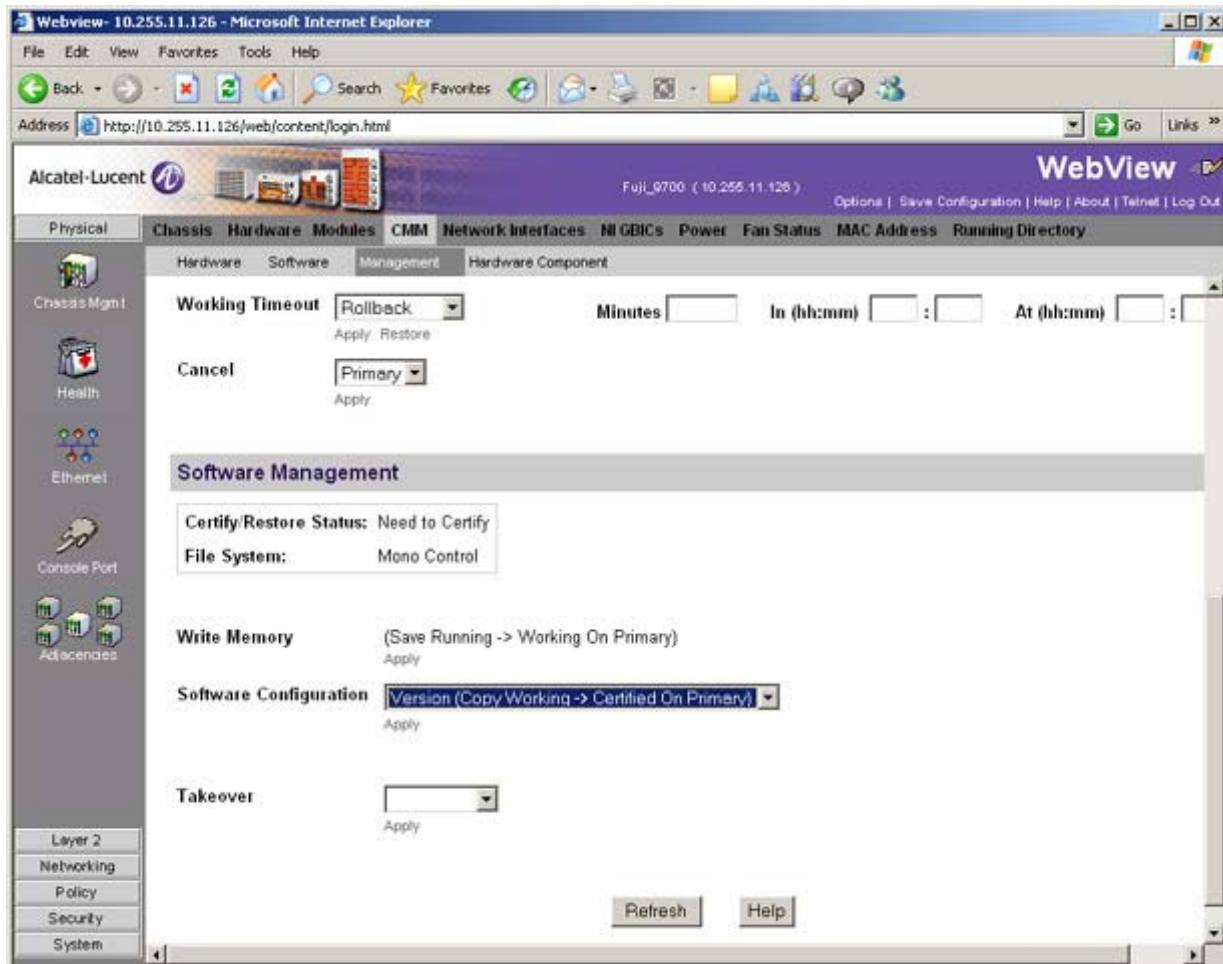 Webview- 10.255.11.126 - Microsoft Internet Explorer
File Edit View Favorites Tools Help
Back Search Favorites
Address http://10.255.11.126/web/content/login.html Go Links »
Alcatel-Lucent
WebView
Fuji_9700 ( 10.255.11.126 )
Options | Save Configuration | Help | About | Telnet | Log Out
Physical
Chassis Hardware Modules CMM Network Interfaces NI GBICs Power Fan Status MAC Address Running Directory
Hardware Software Management Hardware Component
Chassis Mgmt
Health
Ethernet
Console Port
Adjacencies
Working Timeout Rollback Minutes In (hh:mm) : At (hh:mm) :
Apply Restore
Cancel Primary
Apply
Software Management
Certify/Restore Status: Need to Certify
File System: Mono Control
Write Memory (Save Running -> Working On Primary)
Apply
Software Configuration Version (Copy Working -> Certified On Primary)
Apply
Takeover
Apply
Refresh Help
Layer 2
Networking
Policy
Security
System